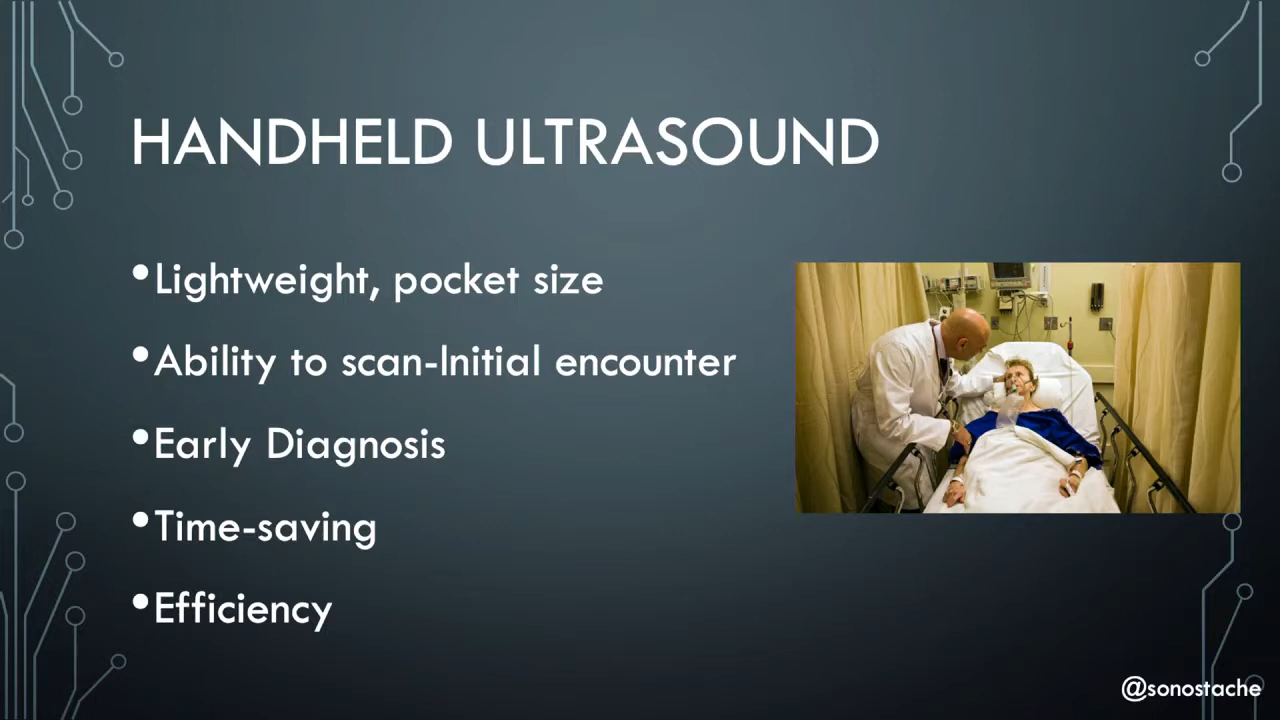 HANDHELD ULTRASOUND
•Lightweight, pocket size
•Ability to scan-Initial encounter
•Early Diagnosis
•Time-saving
•Efficiency
@sonostache